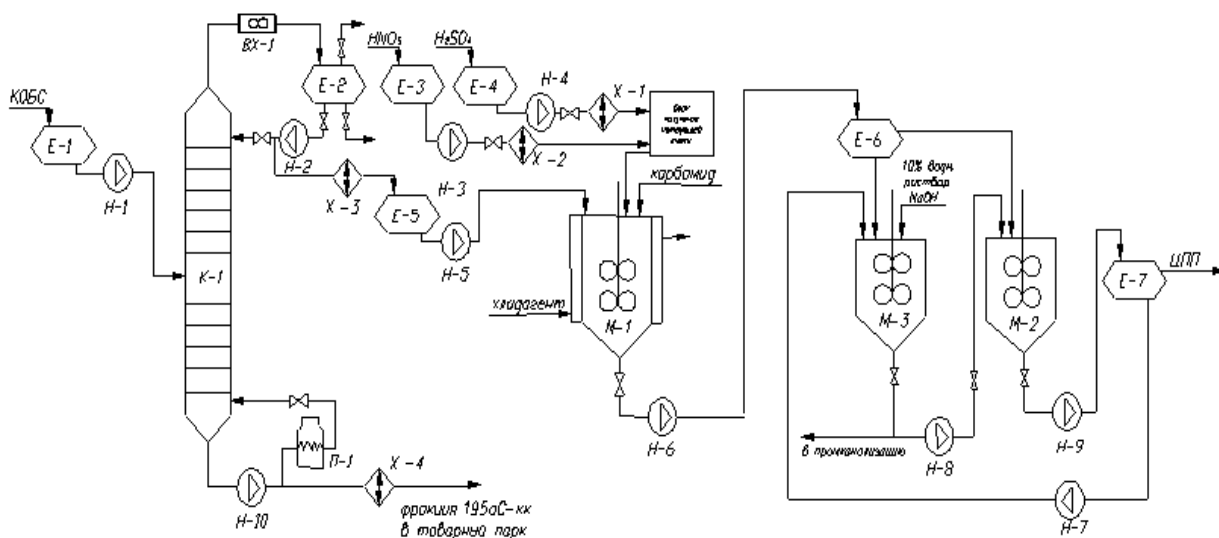 ВХ-1
HNO₃
H₂SO₄
КОБС
Е-1
Н-1
Е-2
Н-2
Е-3
Н-3
Е-4
Н-4
Х-1
Х-2
Х-3
Е-5
Н-5
карбомид
хладагент
К-1
М-1
Н-6
П-1
Н-10
Х-4
фракция 195оС-кк
в товарный парк
Е-6
10% водн.
раствор
NaOH
М-3
М-2
Е-7
ЦПП
Н-8
Н-9
в промканализацию
Н-7